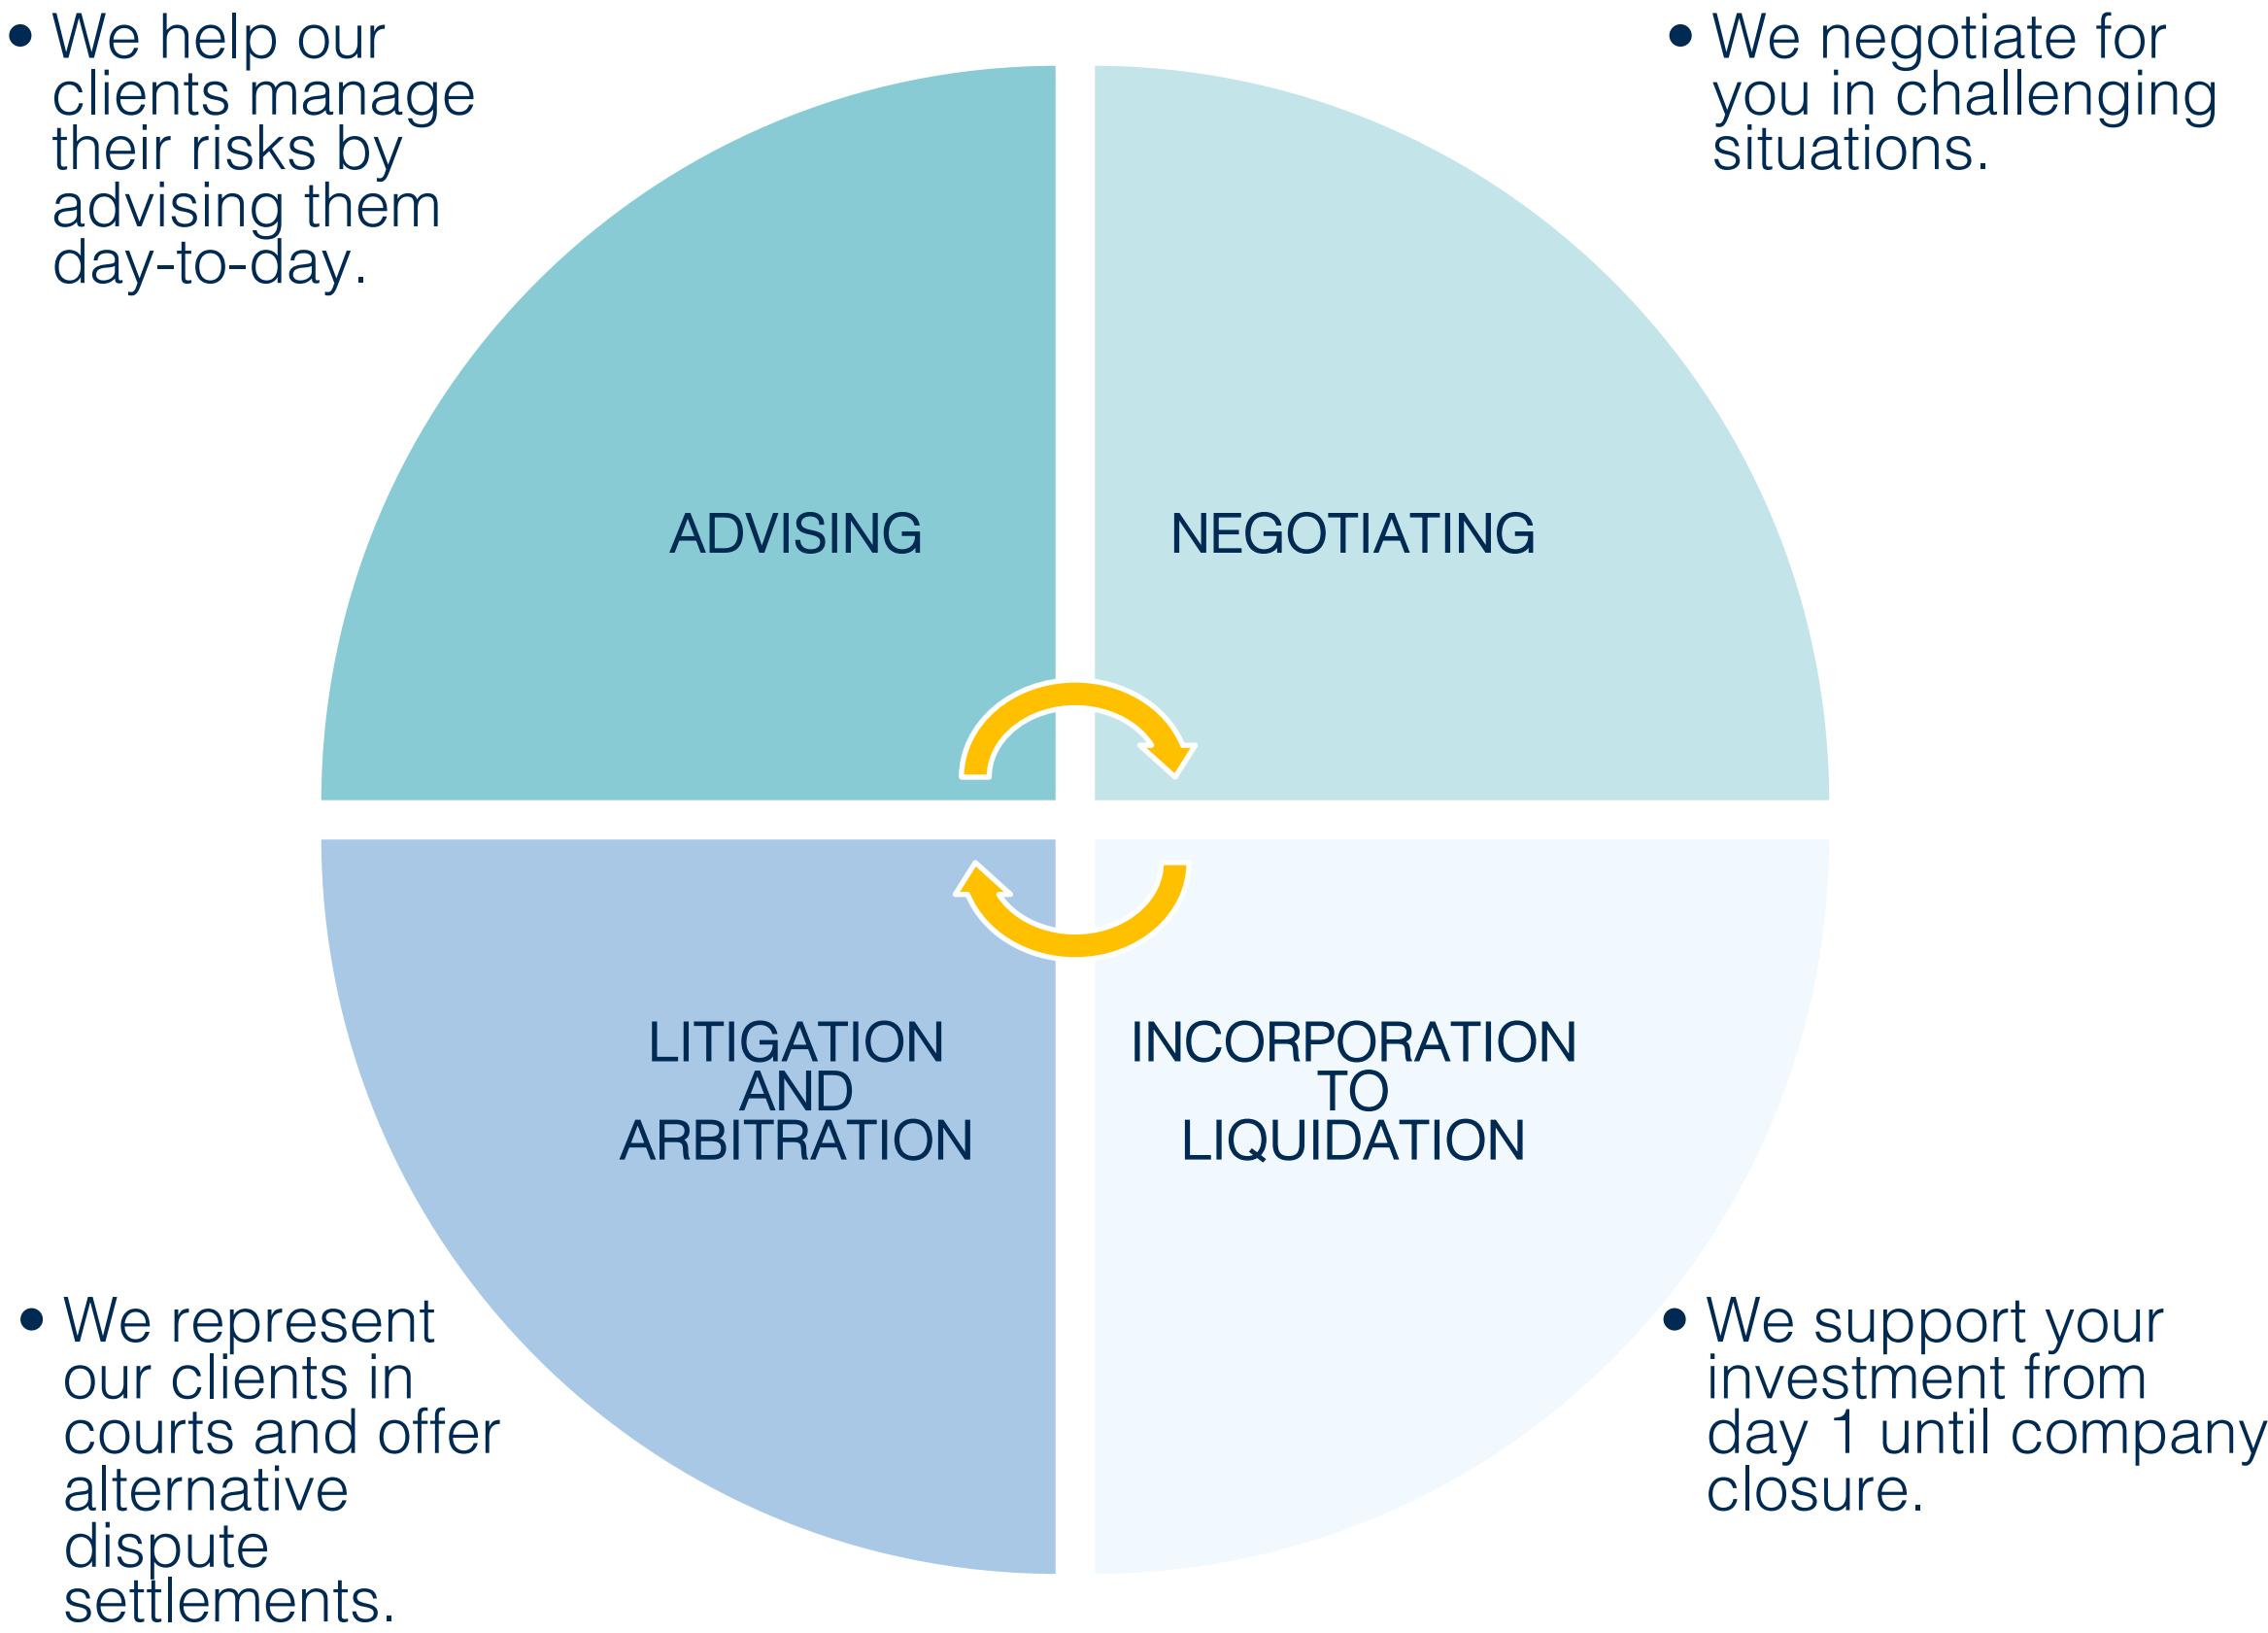 • We help our
clients manage
their risks by
advising them
day-to-day.
• We negotiate for
you in challenging
situations.
ADVISING
NEGOTIATING
LITIGATION
AND
ARBITRATION
INCORPORATION
TO
LIQUIDATION
• We represent
our clients in
courts and offer
alternative
dispute
settlements.
• We support your
investment from
day 1 until company
closure.